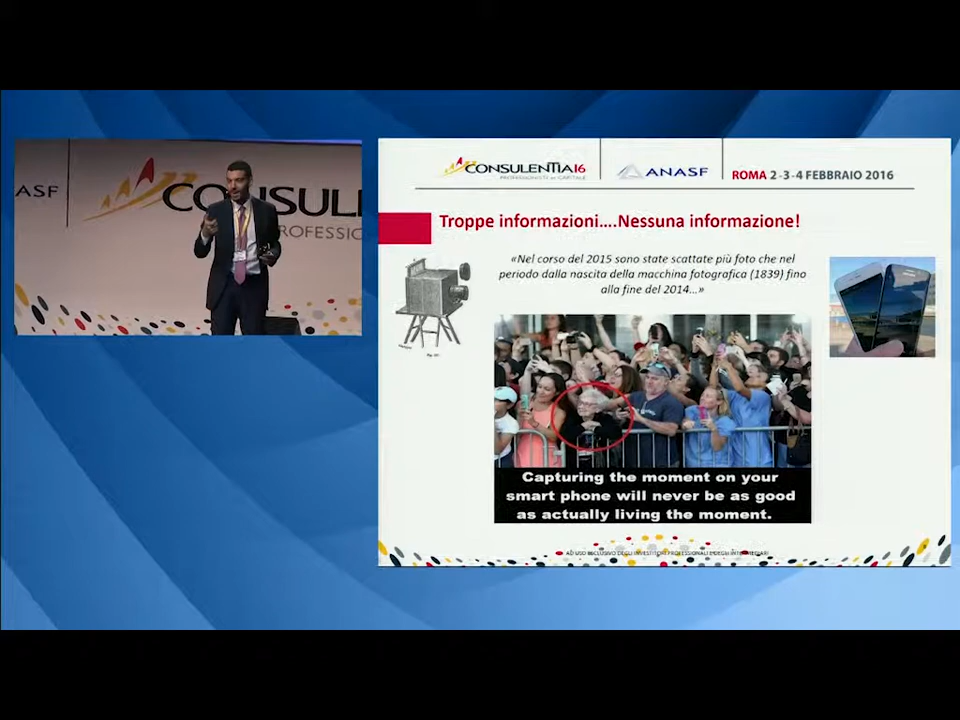 ASF
CONSUL
PROFESSIO
CONSULENTIA16
PROFESSIONISTI DEL CAPITALE
ANASF
ROMA 2-3-4 FEBBRAIO 2016
Troppe informazioni....Nessuna informazione!
«Nel corso del 2015 sono state scattate più foto che nel
periodo dalla nascita della macchina fotografica (1839) fino
alla fine del 2014...»
Capturing the moment on your
smart phone will never be as good
as actually living the moment.
AD USO ESCLUSIVO DEGLI INVESTITORI PROFESSIONALI E DEGLI INTERMEDIARI